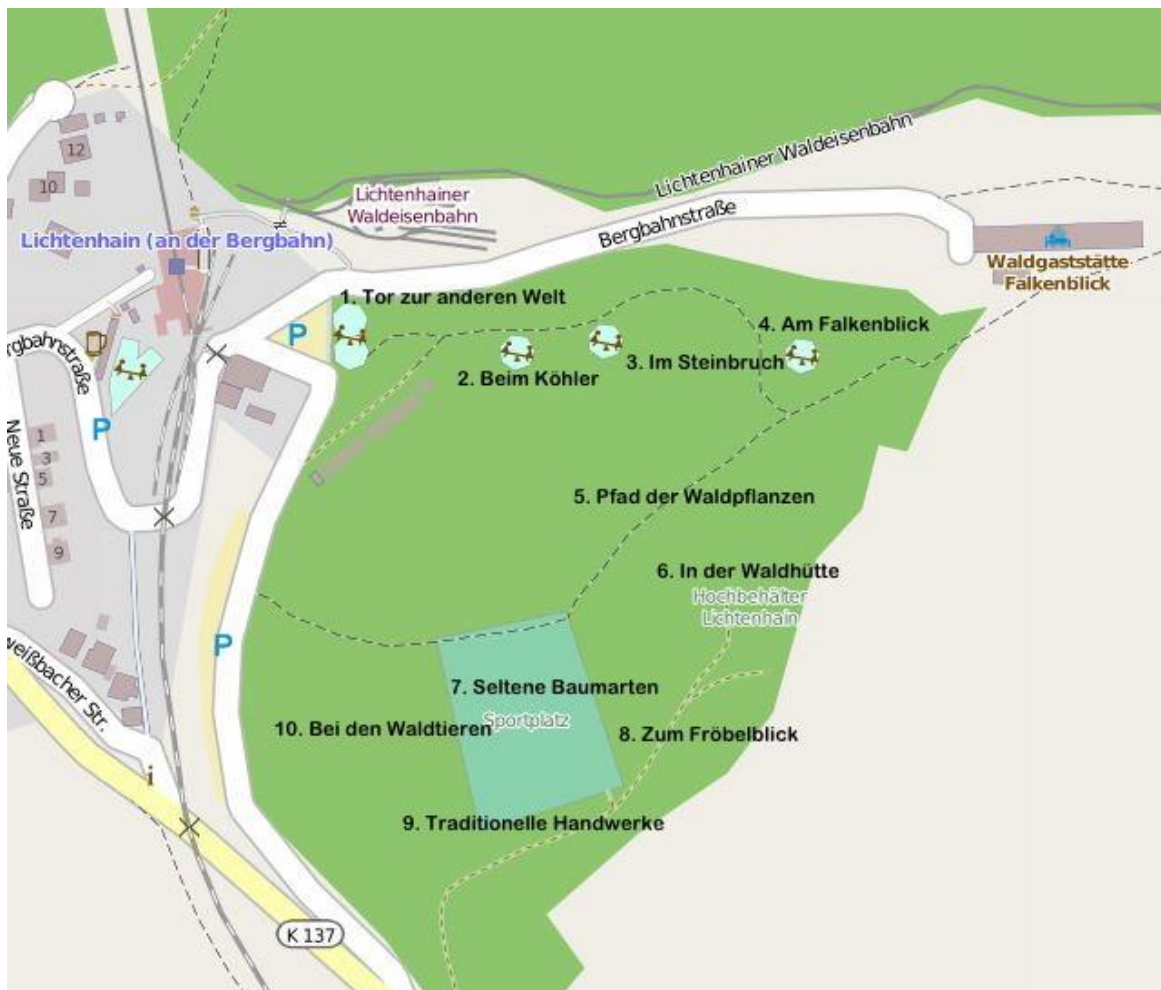 12
10
Lichtenhainer
Waldeisenbahn
Lichtenhainer Waldeisenbahn
Lichtenhain (an der Bergbahn)
Bergbahnstraße
Waldgaststätte
Falkenblick
1. Tor zur anderen Welt
P
4. Am Falkenblick
rgbahnstraße
2. Beim Köhler
3. Im Steinbruch
P
Neue Straße
1
3
5
7
9
5. Pfad der Waldpflanzen
6. In der Waldhütte
Hochbehälter
Lichtenhain
P
weißbacher Str.
7. Seltene Baumarten
Sportplatz
10. Bei den Waldtieren
8. Zum Fröbelblick
i
9. Traditionelle Handwerke
K 137